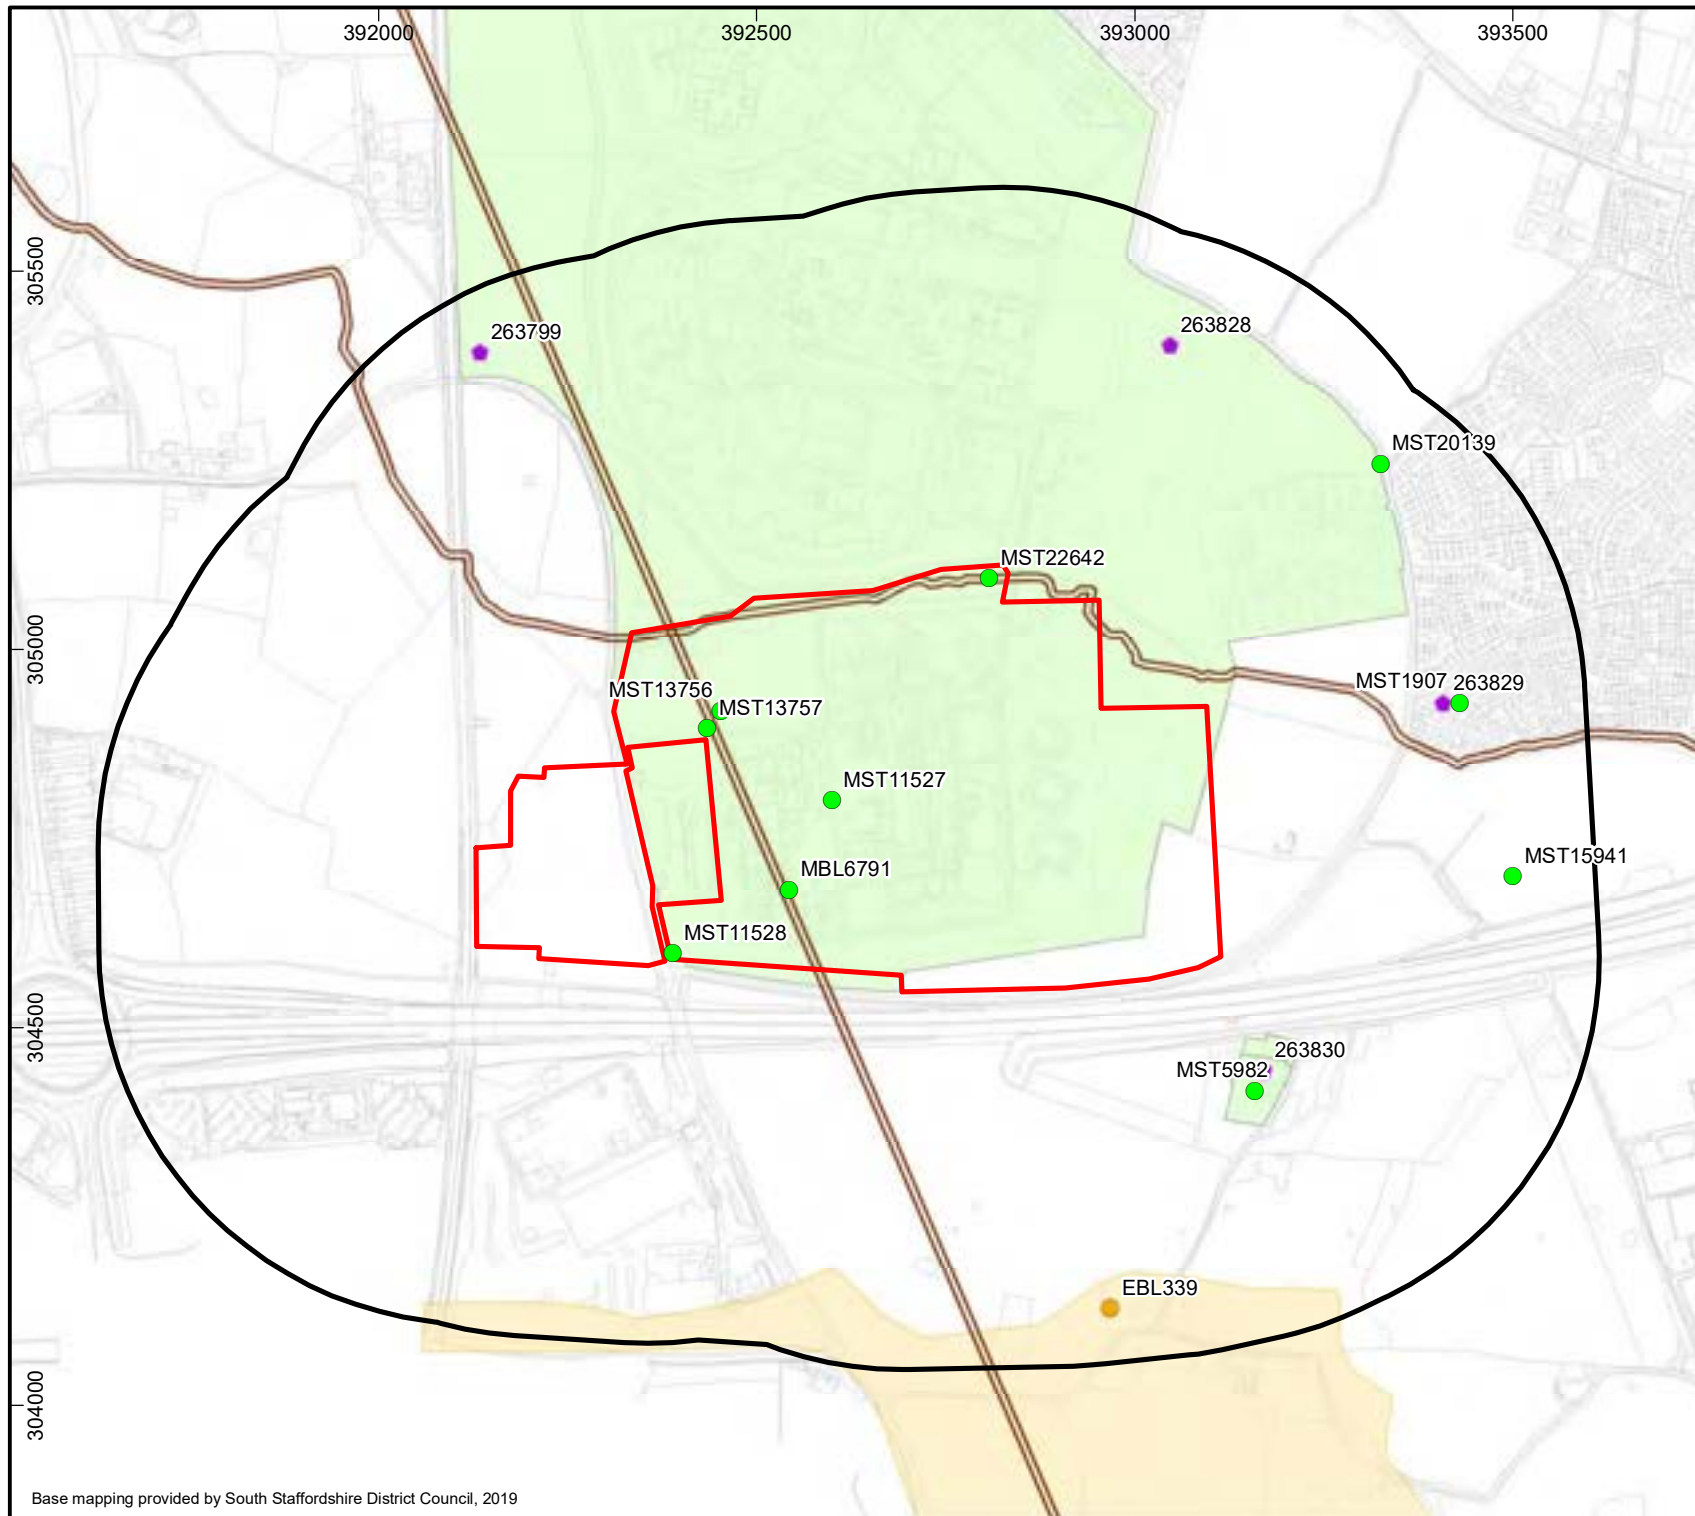 392000
392500
393000
393500
305500
305000
304500
304000
263799
263828
MST20139
MST22642
MST13756
MST13757
MST1907
263829
MST11527
MST15941
MBL6791
MST11528
263830
MST5982
EBL339
Base mapping provided by South Staffordshire District Council, 2019